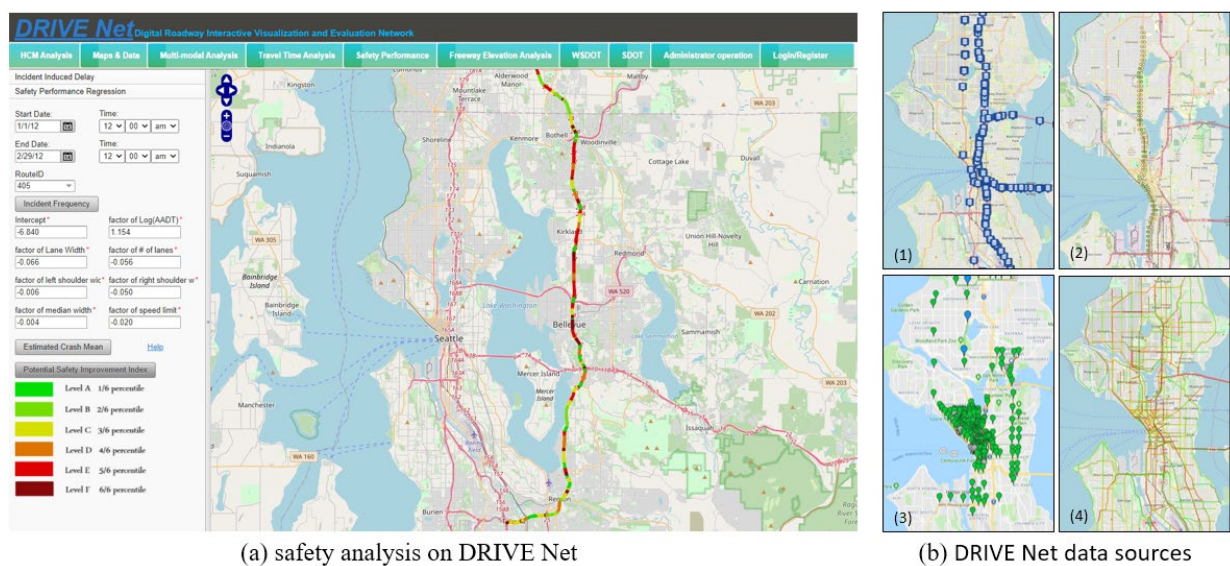 DRIVE Net Digital Roadway Interactive Visualization and Evaluation Network
HCM Analysis Maps & Data Multi-modal Analysis Travel Time Analysis Safety Performance Freeway Elevation Analysis WSDOT SDOT Administrator operation Login/Register
Incident Induced Delay
Safety Performance Regression
Start Date: Time:
1/1/12 12 00 am
End Date: Time:
2/29/12 12 00 am
RouteID
405
Incident Frequency
Intercept* factor of Log(AADT)*
-6.840 1.154
factor of Lane Width* factor of # of lanes*
-0.066 -0.056
factor of left shoulder wic* factor of right shoulder w*
-0.006 -0.050
factor of median width* factor of speed limit*
-0.004 -0.020
Estimated Crash Mean Help
Potential Safety Improvement Index
Level A 1/6 percentile
Level B 2/6 percentile
Level C 3/6 percentile
Level D 4/6 percentile
Level E 5/6 percentile
Level F 6/6 percentile
Kingston
Edmonds
Mountlake
Terrace
Alderwood
Manor
Maltby
WA 203
Shoreline
Kenmore
Bothell
Woodinville
Indianola
Suquamish
Cottage Lake
Duvall
WA 305
Kirkland
Union Hill-Novelty
Hill
Redmond
Bainbridge
Island
WA 520
Carnation
Bainbridge
Island
Lake Washington
Bellevue
Lake Sammamish
WA 202
Seattle
Sammamish
Mercer Island
Mercer
Island
WA 203
Manchester
Issaquah
WA 160
Burien
Renton
(1)
(2)
(3)
(4)
(a) safety analysis on DRIVE Net
(b) DRIVE Net data sources